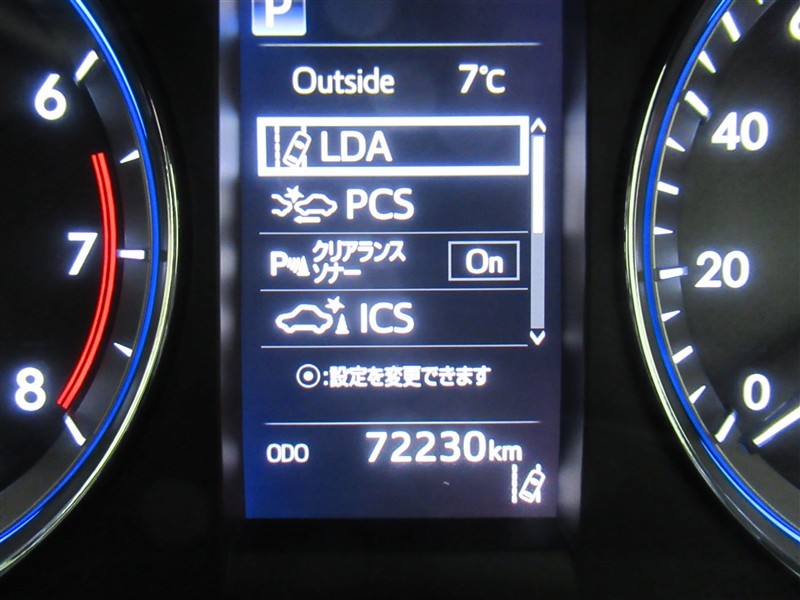 P
Outside 7℃
LDA
PCS
P クリアランス
ソナー On
ICS
⦿:設定を変更できます
ODO 72230km
6
7
8
40
20
0